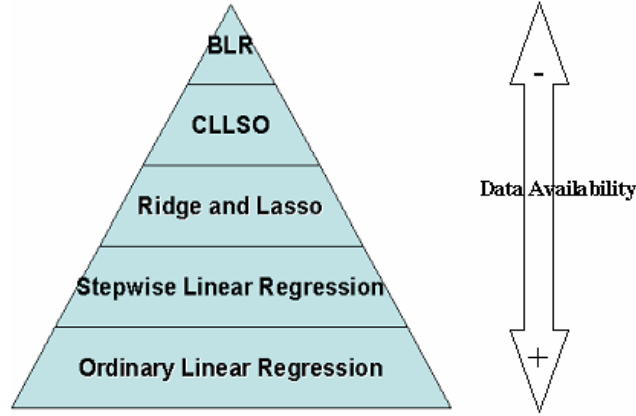 BLR
-
CLLSO
Data Availability
Ridge and Lasso
Stepwise Linear Regression
+
Ordinary Linear Regression